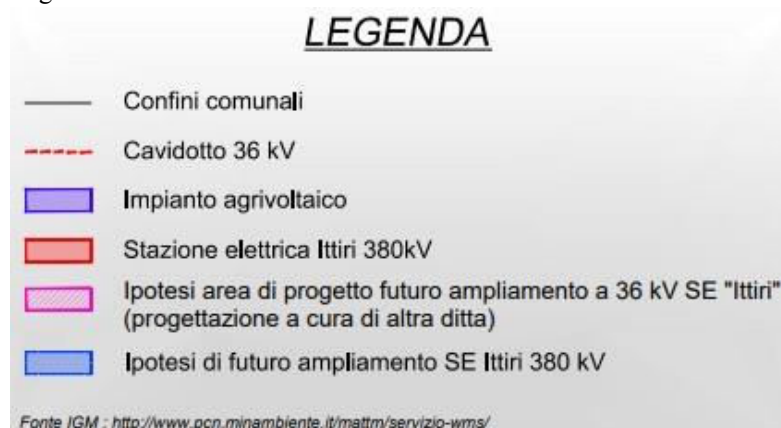 LEGENDA
Confini comunali
Cavidotto 36 kV
Impianto agrivoltaico
Stazione elettrica Ittiri 380kV
Ipotesi area di progetto futuro ampliamento a 36 kV SE "Ittiri"
(progettazione a cura di altra ditta)
Ipotesi di futuro ampliamento SE Ittiri 380 kV
Fonte IGM : http://www.pcn.minambiente.it/mattm/servizio-wms/